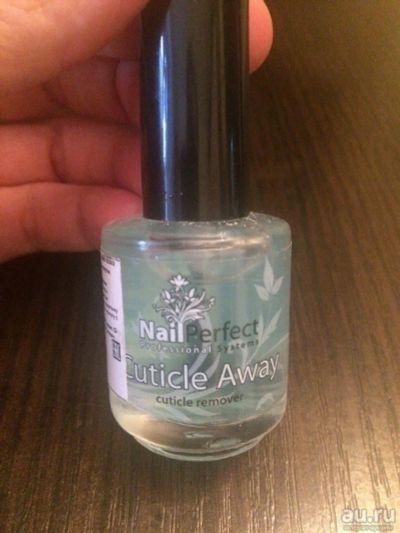 NailPerfect
Professional Systems
Cuticle Away
cuticle remover
au.ru